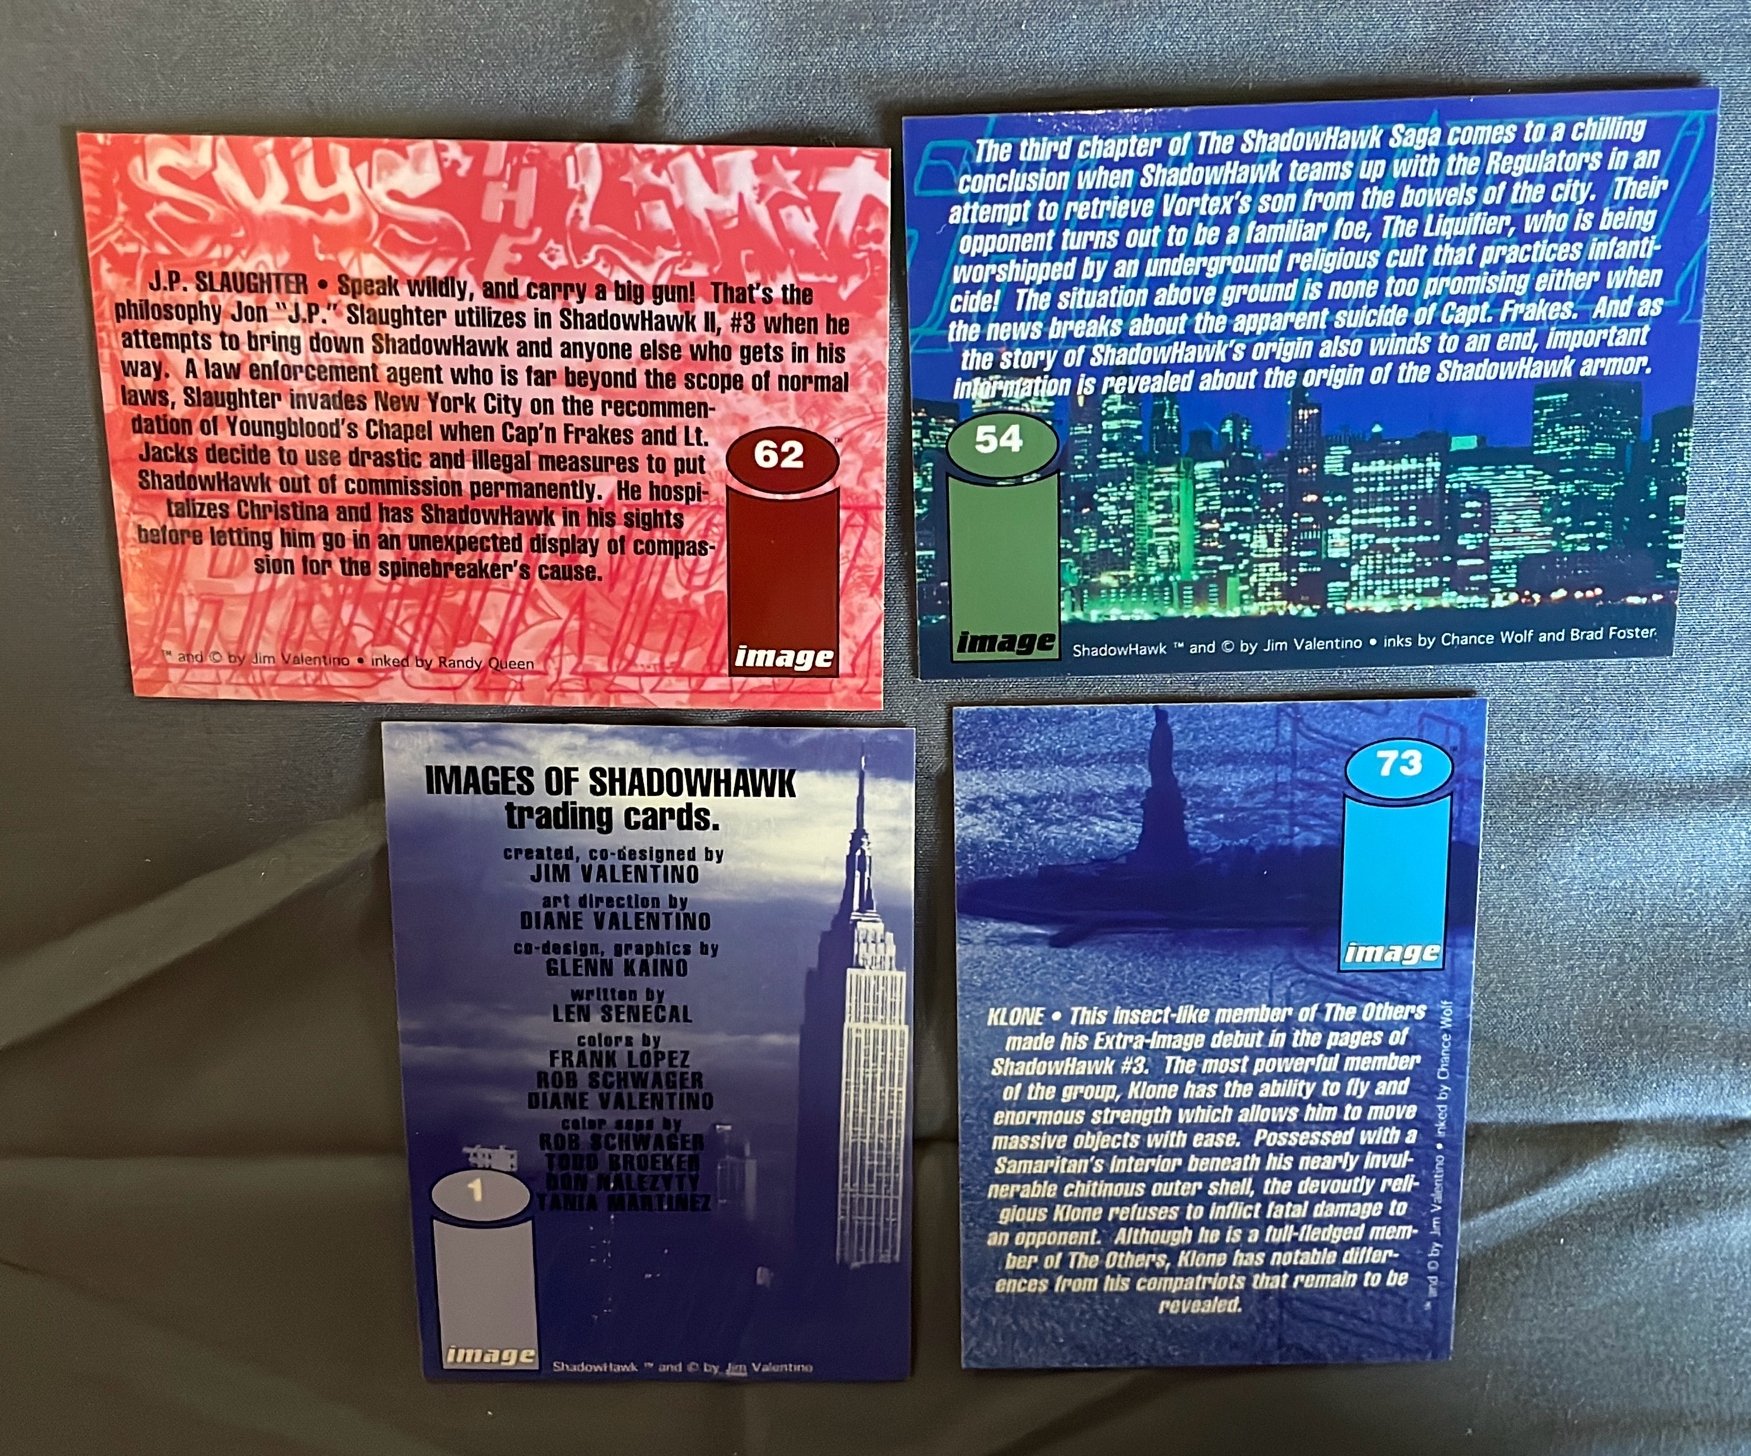 SKYS THE LIMIT
J.P. SLAUGHTER • Speak wildly, and carry a big gun! That's the
philosophy Jon "J.P." Slaughter utilizes in ShadowHawk II, #3 when he
attempts to bring down ShadowHawk and anyone else who gets in his
way. A law enforcement agent who is far beyond the scope of normal
laws, Slaughter invades New York City on the recommen-
dation of Youngblood's Chapel when Cap'n Frakes and Lt.
Jacks decide to use drastic and illegal measures to put
ShadowHawk out of commission permanently. He hospi-
talizes Christina and has ShadowHawk in his sights
before letting him go in an unexpected display of compas-
sion for the spinebreaker's cause.
62
image
™ and © by Jim Valentino • inked by Randy Queen
The third chapter of The ShadowHawk Saga comes to a chilling
conclusion when ShadowHawk teams up with the Regulators in an
attempt to retrieve Vortex's son from the bowels of the city. Their
opponent turns out to be a familiar foe, The Liquifier, who is being
worshipped by an underground religious cult that practices infanti-
cide! The situation above ground is none too promising either when
the news breaks about the apparent suicide of Capt. Frakes. And as
the story of ShadowHawk's origin also winds to an end, important
information is revealed about the origin of the ShadowHawk armor.
54
image
ShadowHawk ™ and © by Jim Valentino • inks by Chance Wolf and Brad Foster.
IMAGES OF SHADOWHAWK
trading cards.
created, co-designed by
JIM VALENTINO
art direction by
DIANE VALENTINO
co-design, graphics by
GLENN KAINO
written by
LEN SENECAL
colors by
FRANK LOPEZ
ROB SCHWAGER
DIANE VALENTINO
color seps by
ROB SCHWAGER
TODD BROEKER
DON NALEZYTY
TANIA MARTINEZ
1
image
ShadowHawk ™ and © by Jim Valentino
73
image
KLONE • This insect-like member of The Others
made his Extra-Image debut in the pages of
ShadowHawk #3. The most powerful member
of the group, Klone has the ability to fly and
enormous strength which allows him to move
massive objects with ease. Possessed with a
Samaritan's interior beneath his nearly invul-
nerable chitinous outer shell, the devoutly reli-
gious Klone refuses to inflict fatal damage to
an opponent. Although he is a full-fledged mem-
ber of The Others, Klone has notable differ-
ences from his compatriots that remain to be
revealed.
™ and © by Jim Valentino • inked by Chance Wolf